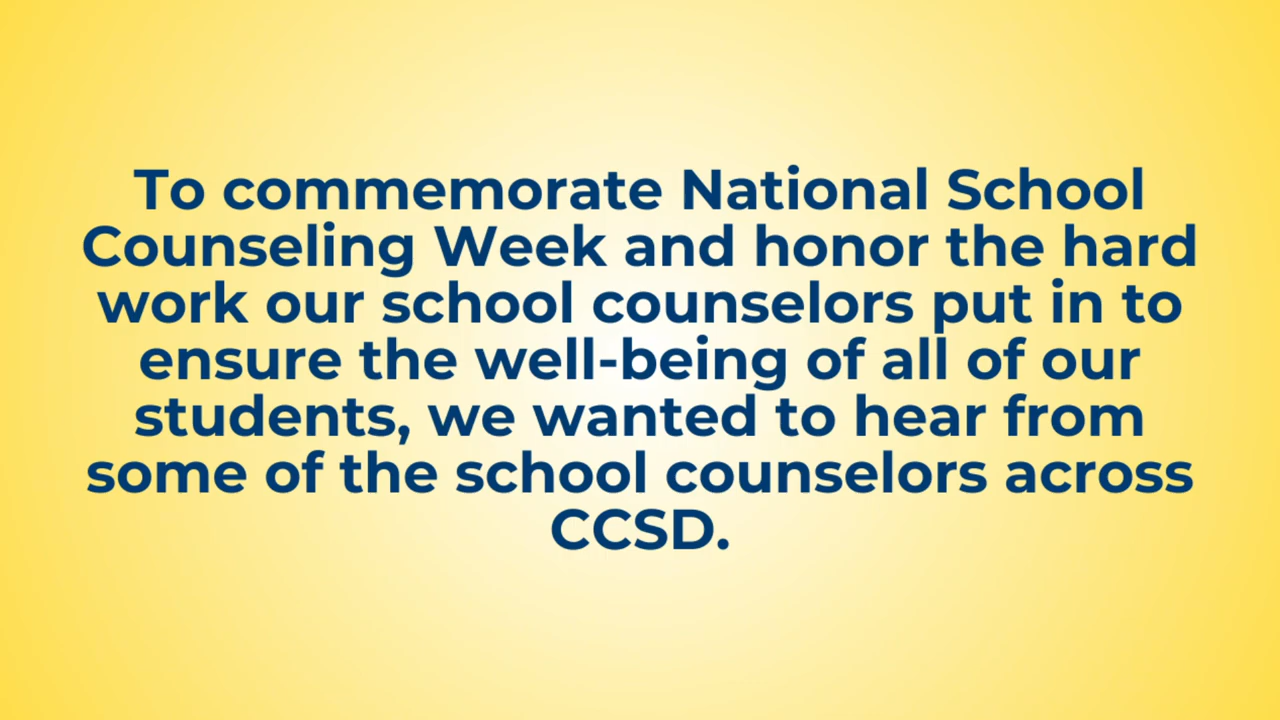 To commemorate National School
Counseling Week and honor the hard
work our school counselors put in to
ensure the well-being of all of our
students, we wanted to hear from
some of the school counselors across
CCSD.